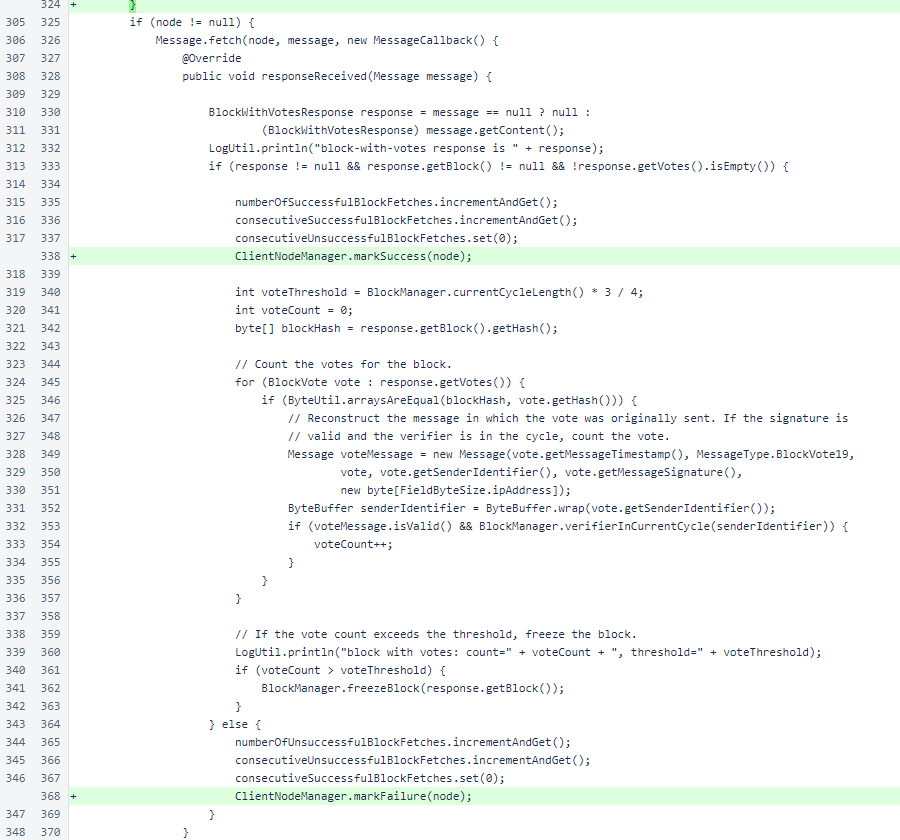 324 + }
305 325 if (node != null) {
306 326 Message.fetch(node, message, new MessageCallback() {
307 327 @Override
308 328 public void responseReceived(Message message) {
309 329
310 330 BlockWithVotesResponse response = message == null ? null :
311 331 (BlockWithVotesResponse) message.getContent();
312 332 LogUtil.println("block-with-votes response is " + response);
313 333 if (response != null && response.getBlock() != null && !response.getVotes().isEmpty()) {
314 334
315 335 numberOfSuccessfulBlockFetches.incrementAndGet();
316 336 consecutiveSuccessfulBlockFetches.incrementAndGet();
317 337 consecutiveUnsuccessfulBlockFetches.set(0);
338 + ClientNodeManager.markSuccess(node);
318 339
319 340 int voteThreshold = BlockManager.currentCycleLength() * 3 / 4;
320 341 int voteCount = 0;
321 342 byte[] blockHash = response.getBlock().getHash();
322 343
323 344 // Count the votes for the block.
324 345 for (BlockVote vote : response.getVotes()) {
325 346 if (ByteUtil.arraysAreEqual(blockHash, vote.getHash())) {
326 347 // Reconstruct the message in which the vote was originally sent. If the signature is
327 348 // valid and the verifier is in the cycle, count the vote.
328 349 Message voteMessage = new Message(vote.getMessageTimestamp(), MessageType.BlockVote19,
329 350 vote, vote.getSenderIdentifier(), vote.getMessageSignature(),
330 351 new byte[FieldByteSize.ipAddress]);
331 352 ByteBuffer senderIdentifier = ByteBuffer.wrap(vote.getSenderIdentifier());
332 353 if (voteMessage.isValid() && BlockManager.verifierInCurrentCycle(senderIdentifier)) {
333 354 voteCount++;
334 355 }
335 356 }
336 357 }
337 358
338 359 // If the vote count exceeds the threshold, freeze the block.
339 360 LogUtil.println("block with votes: count=" + voteCount + ", threshold=" + voteThreshold);
340 361 if (voteCount > voteThreshold) {
341 362 BlockManager.freezeBlock(response.getBlock());
342 363 }
343 364 } else {
344 365 numberOfUnsuccessfulBlockFetches.incrementAndGet();
345 366 consecutiveUnsuccessfulBlockFetches.incrementAndGet();
346 367 consecutiveSuccessfulBlockFetches.set(0);
368 + ClientNodeManager.markFailure(node);
347 369 }
348 370 }